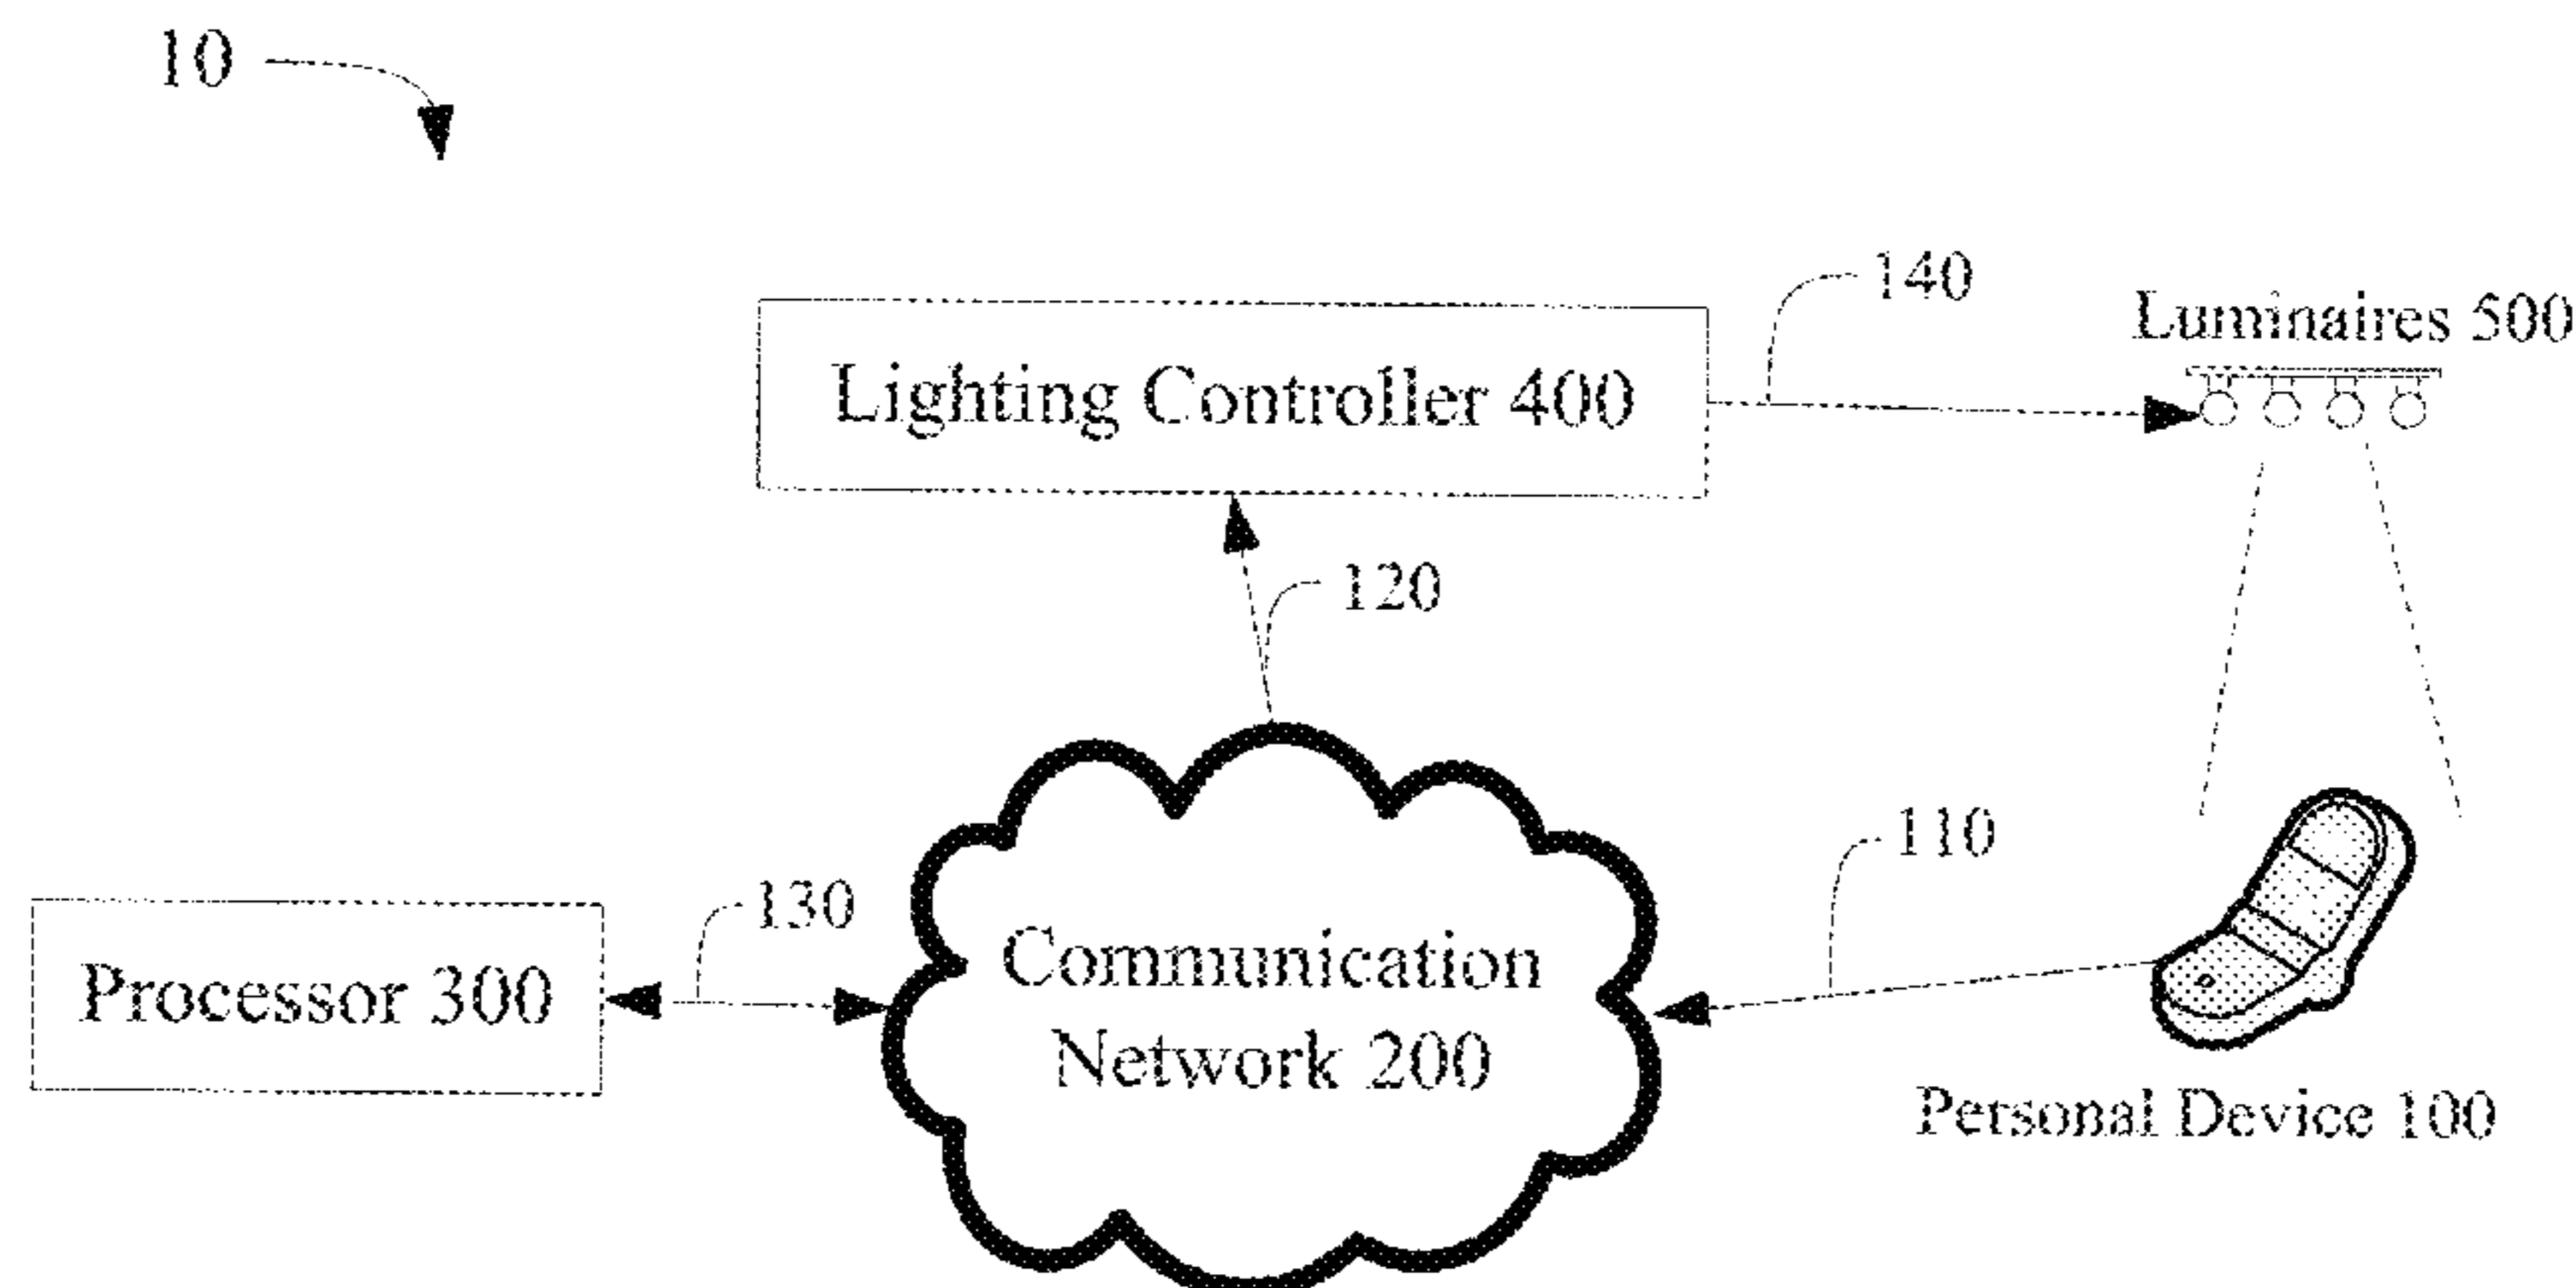 10
140
Luminaires 500
Lighting Controller 400
120
110
130
Communication
Network 200
Processor 300
Personal Device 100